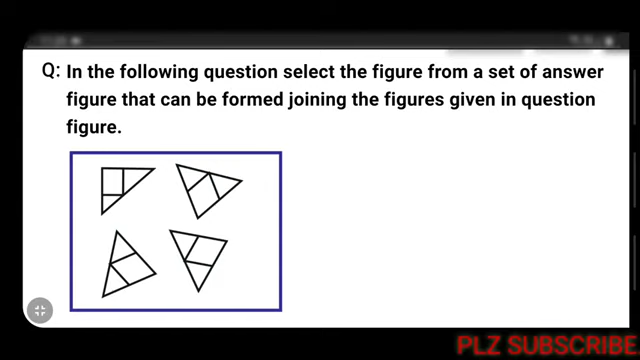 Q: In the following question select the figure from a set of answer
figure that can be formed joining the figures given in question
figure.
PLZ SUBSCRIBE